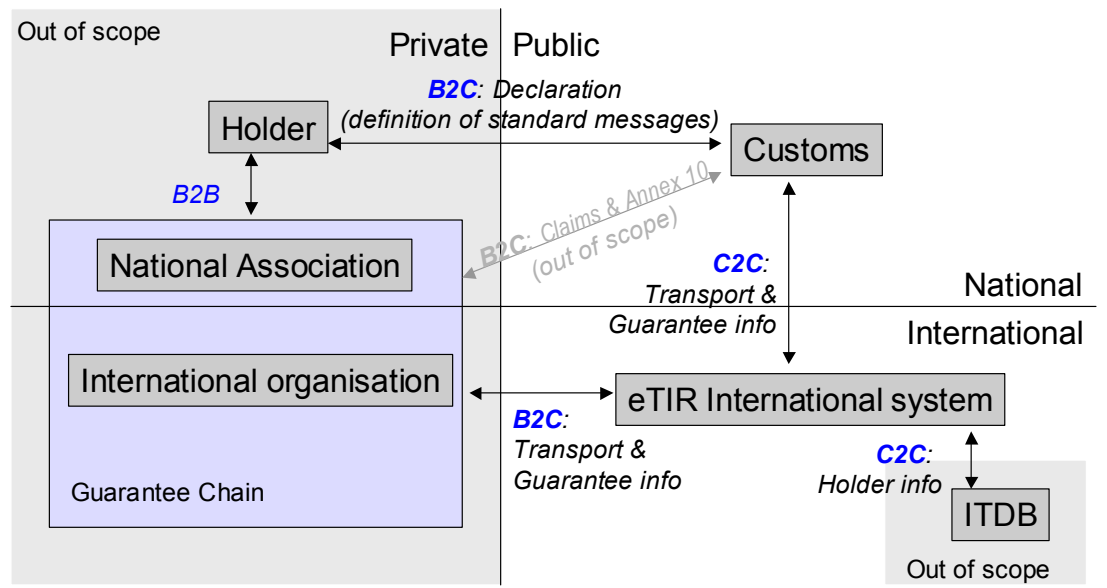 Out of scope
Private
Public
B2C: Declaration
(definition of standard messages)
Holder
Customs
B2B
B2C: Claims & Annex 10
(out of scope)
National Association
C2C:
Transport &
Guarantee info
National
International
International organisation
eTIR International system
B2C:
Transport &
Guarantee info
C2C:
Holder info
Guarantee Chain
ITDB
Out of scope